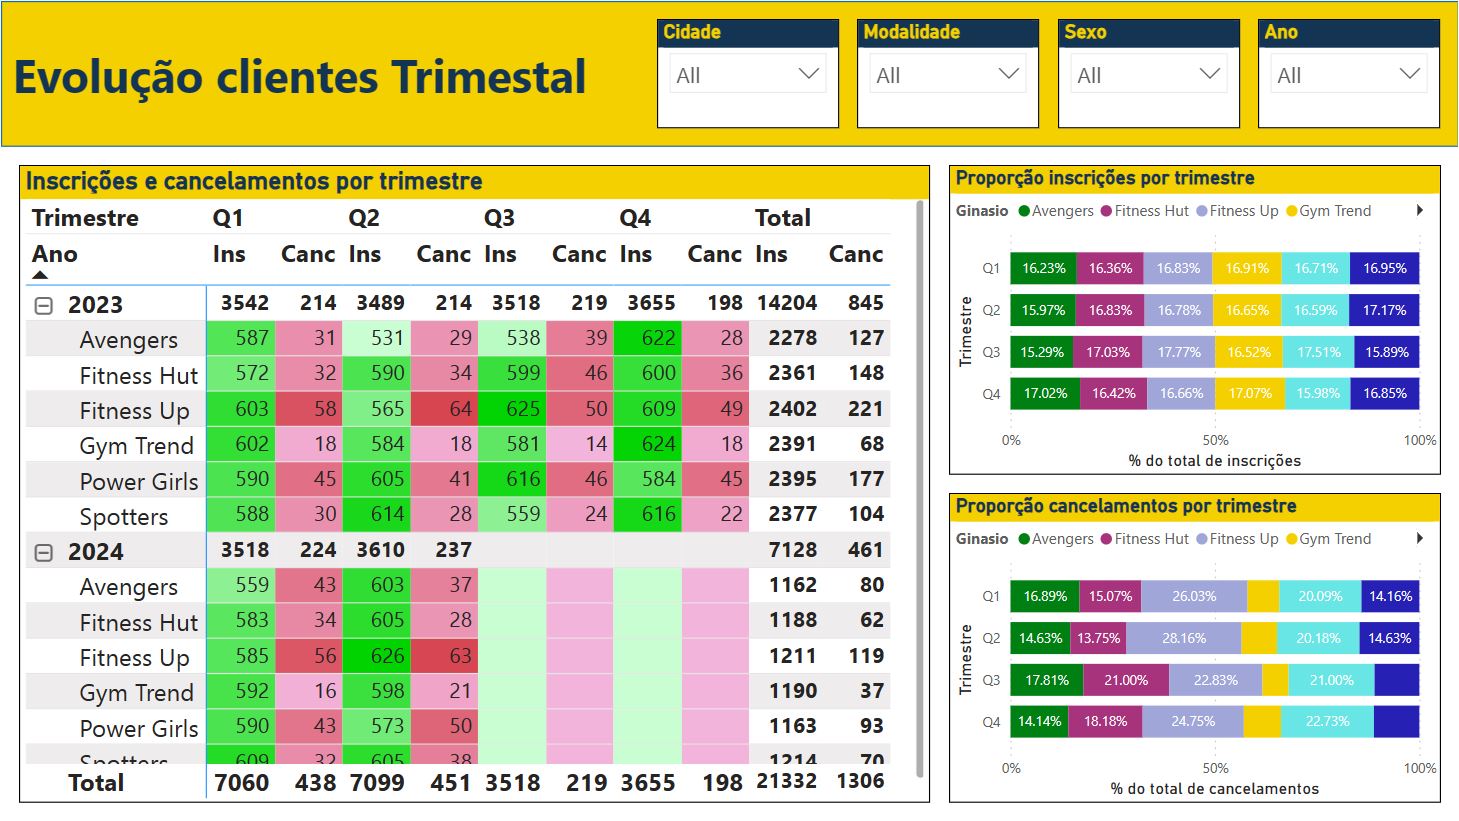 Evolução clientes Trimestal
Cidade
All
Modalidade
All
Sexo
All
Ano
All
Inscrições e cancelamentos por trimestre
Trimestre Q1 Q2 Q3 Q4 Total
Ano Ins Canc Ins Canc Ins Canc Ins Canc Ins Canc
2023 3542 214 3489 214 3518 219 3655 198 14204 845
Avengers 587 31 531 29 538 39 622 28 2278 127
Fitness Hut 572 32 590 34 599 46 600 36 2361 148
Fitness Up 603 58 565 64 625 50 609 49 2402 221
Gym Trend 602 18 584 18 581 14 624 18 2391 68
Power Girls 590 45 605 41 616 46 584 45 2395 177
Spotters 588 30 614 28 559 24 616 22 2377 104
2024 3518 224 3610 237 7128 461
Avengers 559 43 603 37 1162 80
Fitness Hut 583 34 605 28 1188 62
Fitness Up 585 56 626 63 1211 119
Gym Trend 592 16 598 21 1190 37
Power Girls 590 43 573 50 1163 93
Spotters 609 32 605 38 1214 70
Total 7060 438 7099 451 3518 219 3655 198 21332 1306
Proporção inscrições por trimestre
Ginasio Avengers Fitness Hut Fitness Up Gym Trend
Trimestre
Q1 16.23% 16.36% 16.83% 16.91% 16.71% 16.95%
Q2 15.97% 16.83% 16.78% 16.65% 16.59% 17.17%
Q3 15.29% 17.03% 17.77% 16.52% 17.51% 15.89%
Q4 17.02% 16.42% 16.66% 17.07% 15.98% 16.85%
0% 50% 100%
% do total de inscrições
Proporção cancelamentos por trimestre
Ginasio Avengers Fitness Hut Fitness Up Gym Trend
Trimestre
Q1 16.89% 15.07% 26.03% 20.09% 14.16%
Q2 14.63% 13.75% 28.16% 20.18% 14.63%
Q3 17.81% 21.00% 22.83% 21.00%
Q4 14.14% 18.18% 24.75% 22.73%
0% 50% 100%
% do total de cancelamentos